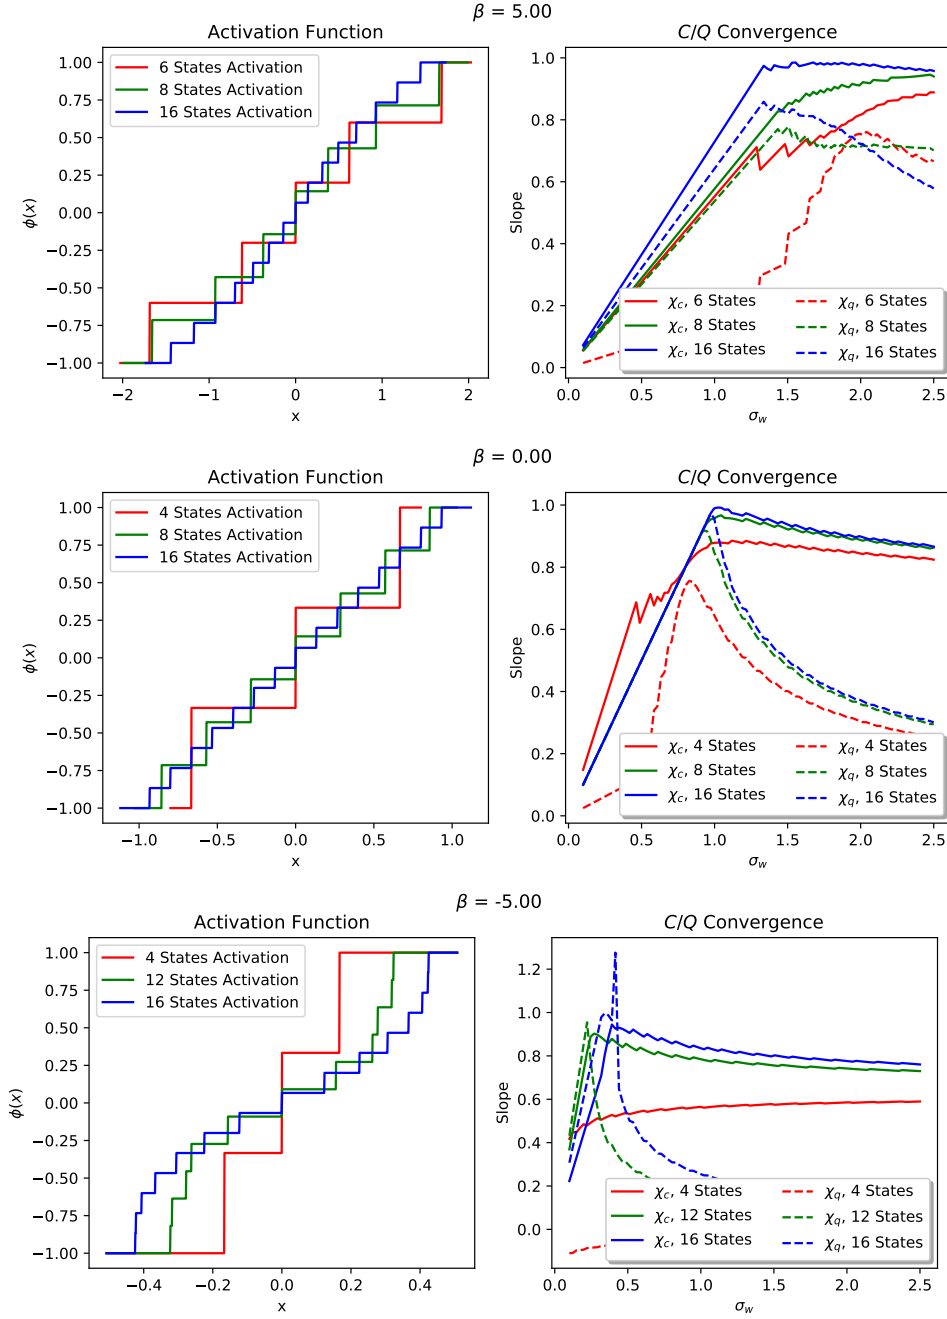 β = 5.00
Activation Function
1.00
0.75
0.50
0.25
0.00
−0.25
−0.50
−0.75
−1.00
ϕ(x)
6 States Activation
8 States Activation
16 States Activation
−2 −1 0 1 2
x
C/Q Convergence
1.0
0.8
0.6
0.4
0.2
0.0
Slope
χc, 6 States χq, 6 States
χc, 8 States χq, 8 States
χc, 16 States χq, 16 States
0.0 0.5 1.0 1.5 2.0 2.5
σw
β = 0.00
Activation Function
1.00
0.75
0.50
0.25
0.00
−0.25
−0.50
−0.75
−1.00
ϕ(x)
4 States Activation
8 States Activation
16 States Activation
−1.0 −0.5 0.0 0.5 1.0
x
C/Q Convergence
1.0
0.8
0.6
0.4
0.2
0.0
Slope
χc, 4 States χq, 4 States
χc, 8 States χq, 8 States
χc, 16 States χq, 16 States
0.0 0.5 1.0 1.5 2.0 2.5
σw
β = -5.00
Activation Function
1.00
0.75
0.50
0.25
0.00
−0.25
−0.50
−0.75
−1.00
ϕ(x)
4 States Activation
12 States Activation
16 States Activation
−0.4 −0.2 0.0 0.2 0.4
x
C/Q Convergence
1.2
1.0
0.8
0.6
0.4
0.2
0.0
Slope
χc, 4 States χq, 4 States
χc, 12 States χq, 12 States
χc, 16 States χq, 16 States
0.0 0.5 1.0 1.5 2.0 2.5
σw